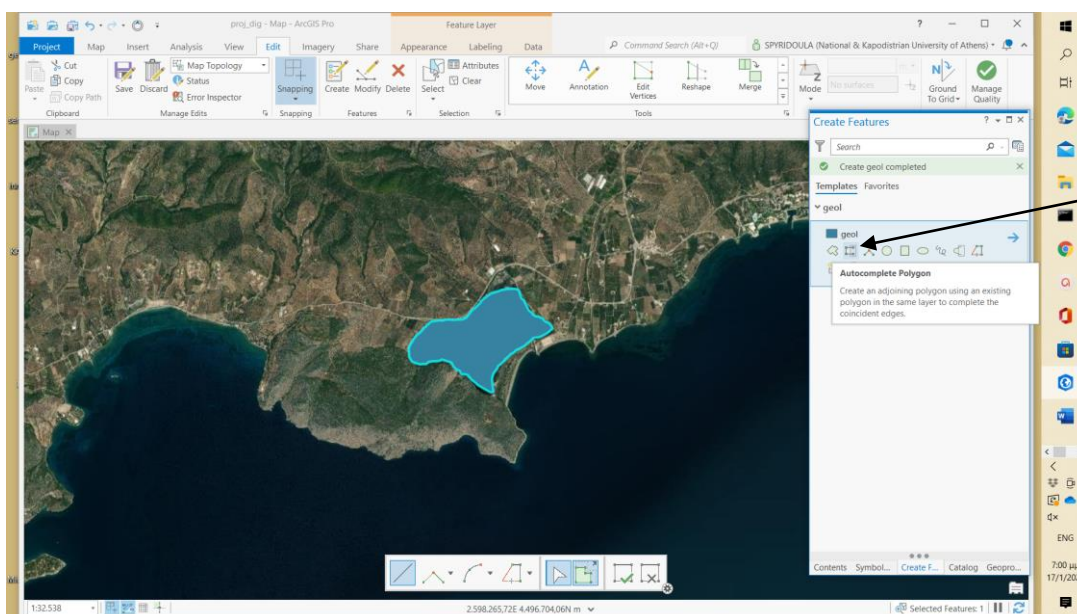 proj_dig - Map - ArcGIS Pro
Feature Layer
Project Map Insert Analysis View Edit Imagery Share Appearance Labeling Data
Command Search (Alt+Q)
SPYRIDOULA (National & Kapodistrian University of Athens)
Paste
Cut
Copy
Copy Path
Clipboard
Save
Discard
Map Topology
Status
Error Inspector
Manage Edits
Snapping
Snapping
Create
Modify
Delete
Features
Select
Attributes
Clear
Selection
Move
Annotation
Edit
Vertices
Reshape
Merge
Tools
Mode
No surfaces
Ground
To Grid
Manage
Quality
Map
Create Features
Search
Create geol completed
Templates Favorites
geol
geol
Autocomplete Polygon
Create an adjoining polygon using an existing
polygon in the same layer to complete the
coincident edges.
Contents Symbol... Create F... Catalog Geopro...
1:32.538
2.598.265,72E 4.496.704,06N m
Selected Features: 1
ENG
7:00 μμ
17/1/202